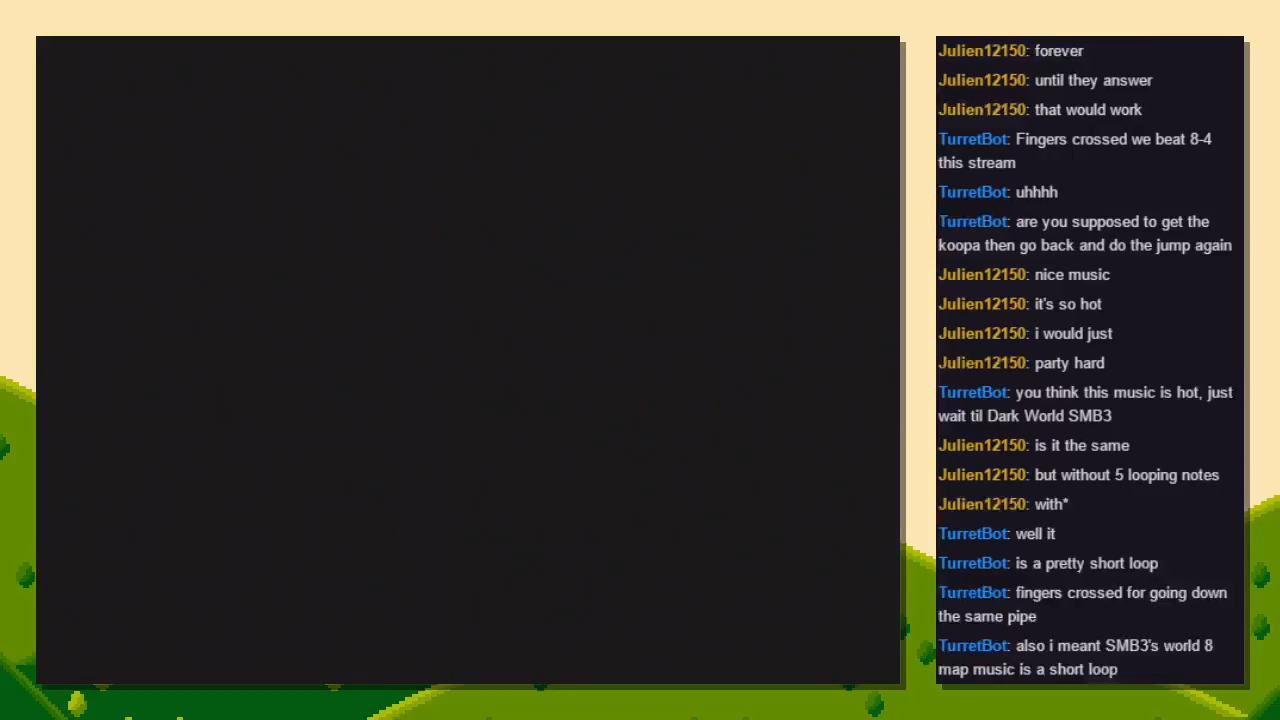 Julien12150: forever
Julien12150: until they answer
Julien12150: that would work
TurretBot: Fingers crossed we beat 8-4
this stream
TurretBot: uhhhh
TurretBot: are you supposed to get the
koopa then go back and do the jump again
Julien12150: nice music
Julien12150: it's so hot
Julien12150: i would just
Julien12150: party hard
TurretBot: you think this music is hot, just
wait til Dark World SMB3
Julien12150: is it the same
Julien12150: but without 5 looping notes
Julien12150: with*
TurretBot: well it
TurretBot: is a pretty short loop
TurretBot: fingers crossed for going down
the same pipe
TurretBot: also i meant SMB3's world 8
map music is a short loop